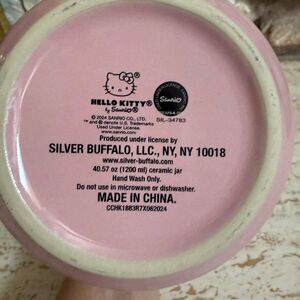 HELLO KITTY®
by Sanrio®
Sanrio
© 2024 SANRIO CO., LTD.
™ and ® denote U.S. Trademarks
Used Under License.
www.sanrio.com
SIL-34783
Produced under license by
SILVER BUFFALO, LLC., NY, NY 10018
www.silver-buffalo.com
40.57 oz (1200 ml) ceramic jar
Hand Wash Only.
Do not use in microwave or dishwasher.
MADE IN CHINA.
CCHK1883R7X062024